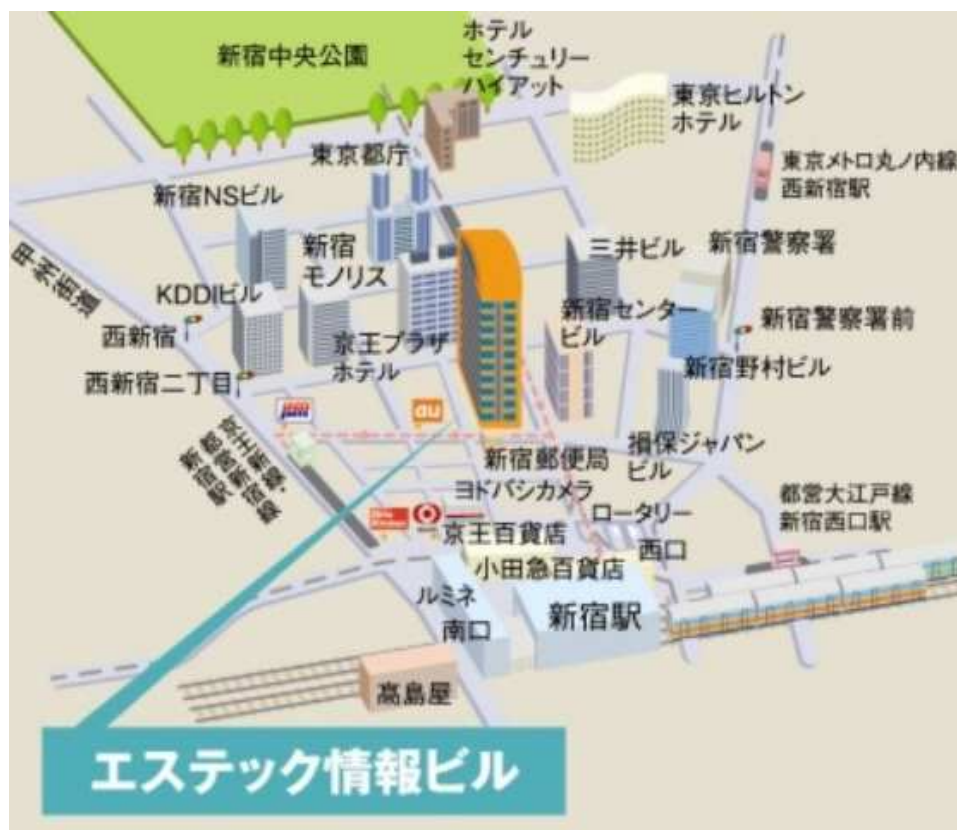 新宿中央公園
ホテル
センチュリー
ハイアット
東京ヒルトン
ホテル
東京都庁
東京メトロ丸ノ内線
西新宿駅
新宿NSビル
新宿
モノリス
三井ビル
新宿警察署
甲州街道
KDDIビル
西新宿
新宿センター
ビル
新宿警察署前
京王プラザ
ホテル
西新宿二丁目
新宿野村ビル
au
京王新線・
都営新宿線
新宿駅
新宿郵便局
損保ジャパン
ビル
ヨドバシカメラ
ロータリー
都営大江戸線
新宿西口駅
京王百貨店
西口
小田急百貨店
ルミネ
南口
新宿駅
高島屋
エステック情報ビル